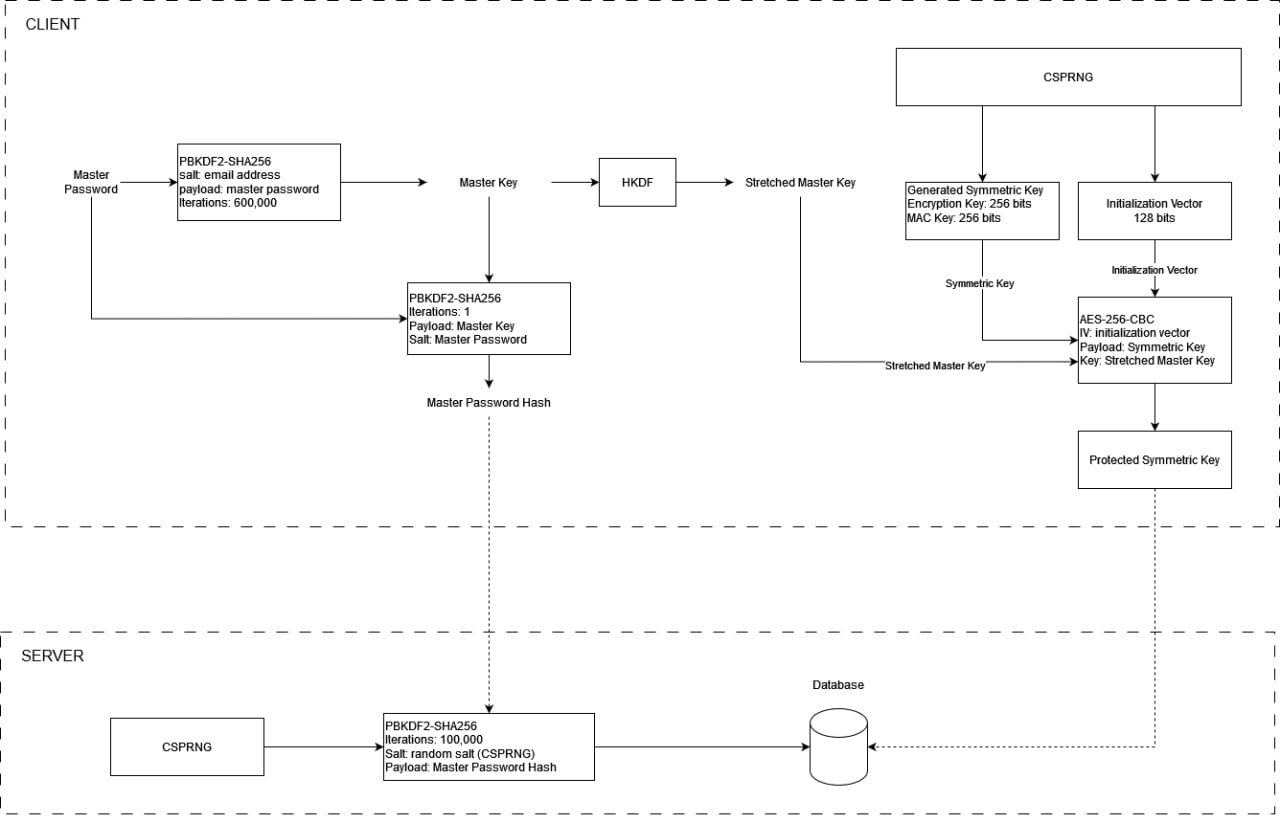 CLIENT
CSPRNG
Master
Password
PBKDF2-SHA256
salt: email address
payload: master password
Iterations: 600,000
Master Key
HKDF
Stretched Master Key
Generated Symmetric Key
Encryption Key: 256 bits
MAC Key: 256 bits
Initialization Vector
128 bits
Symmetric Key
Initialization Vector
PBKDF2-SHA256
Iterations: 1
Payload: Master Key
Salt: Master Password
AES-256-CBC
IV: initialization vector
Payload: Symmetric Key
Key: Stretched Master Key
Stretched Master Key
Master Password Hash
Protected Symmetric Key
SERVER
CSPRNG
PBKDF2-SHA256
Iterations: 100,000
Salt: random salt (CSPRNG)
Payload: Master Password Hash
Database